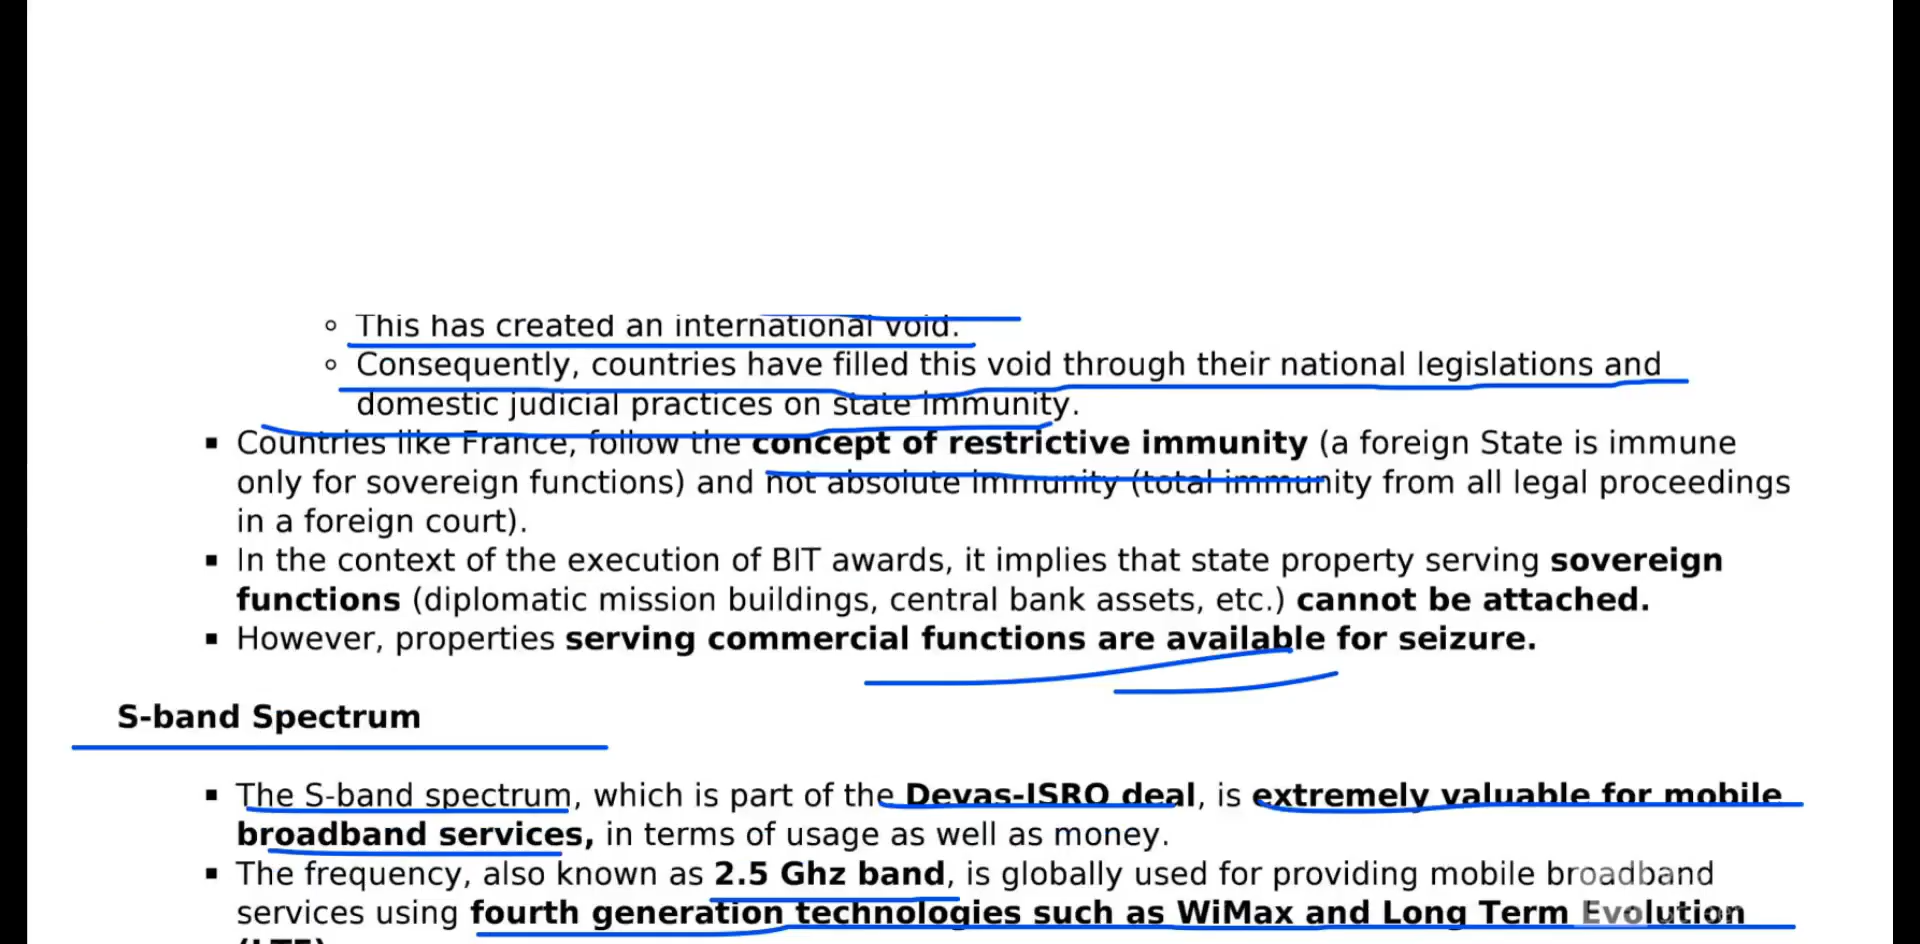 ◦ This has created an international void.
◦ Consequently, countries have filled this void through their national legislations and
domestic judicial practices on state immunity.
▪ Countries like France, follow the concept of restrictive immunity (a foreign State is immune
only for sovereign functions) and not absolute immunity (total immunity from all legal proceedings
in a foreign court).
▪ In the context of the execution of BIT awards, it implies that state property serving sovereign
functions (diplomatic mission buildings, central bank assets, etc.) cannot be attached.
▪ However, properties serving commercial functions are available for seizure.
S-band Spectrum
▪ The S-band spectrum, which is part of the Devas-ISRO deal, is extremely valuable for mobile
broadband services, in terms of usage as well as money.
▪ The frequency, also known as 2.5 Ghz band, is globally used for providing mobile broadband
services using fourth generation technologies such as WiMax and Long Term Evolution
(LTE)